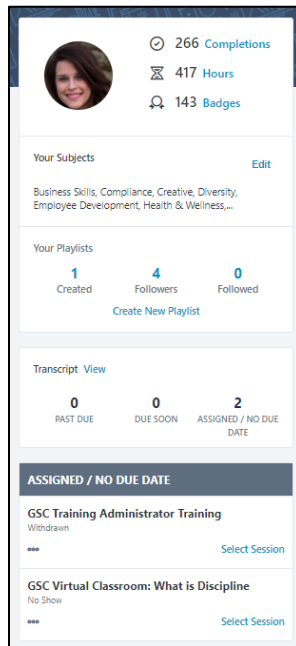 266 Completions
417 Hours
143 Badges
Your Subjects
Edit
Business Skills, Compliance, Creative, Diversity,
Employee Development, Health & Wellness,...
Your Playlists
1 4 0
Created Followers Followed
Create New Playlist
Transcript View
0 0 2
PAST DUE DUE SOON ASSIGNED / NO DUE
DATE
ASSIGNED / NO DUE DATE
GSC Training Administrator Training
Withdrawn
Select Session
GSC Virtual Classroom: What is Discipline
No Show
Select Session